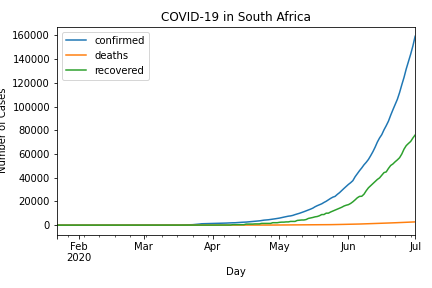 COVID-19 in South Africa
confirmed
deaths
recovered
160000
140000
120000
100000
80000
60000
40000
20000
0
Number of Cases
Feb
2020
Mar
Apr
May
Jun
Jul
Day